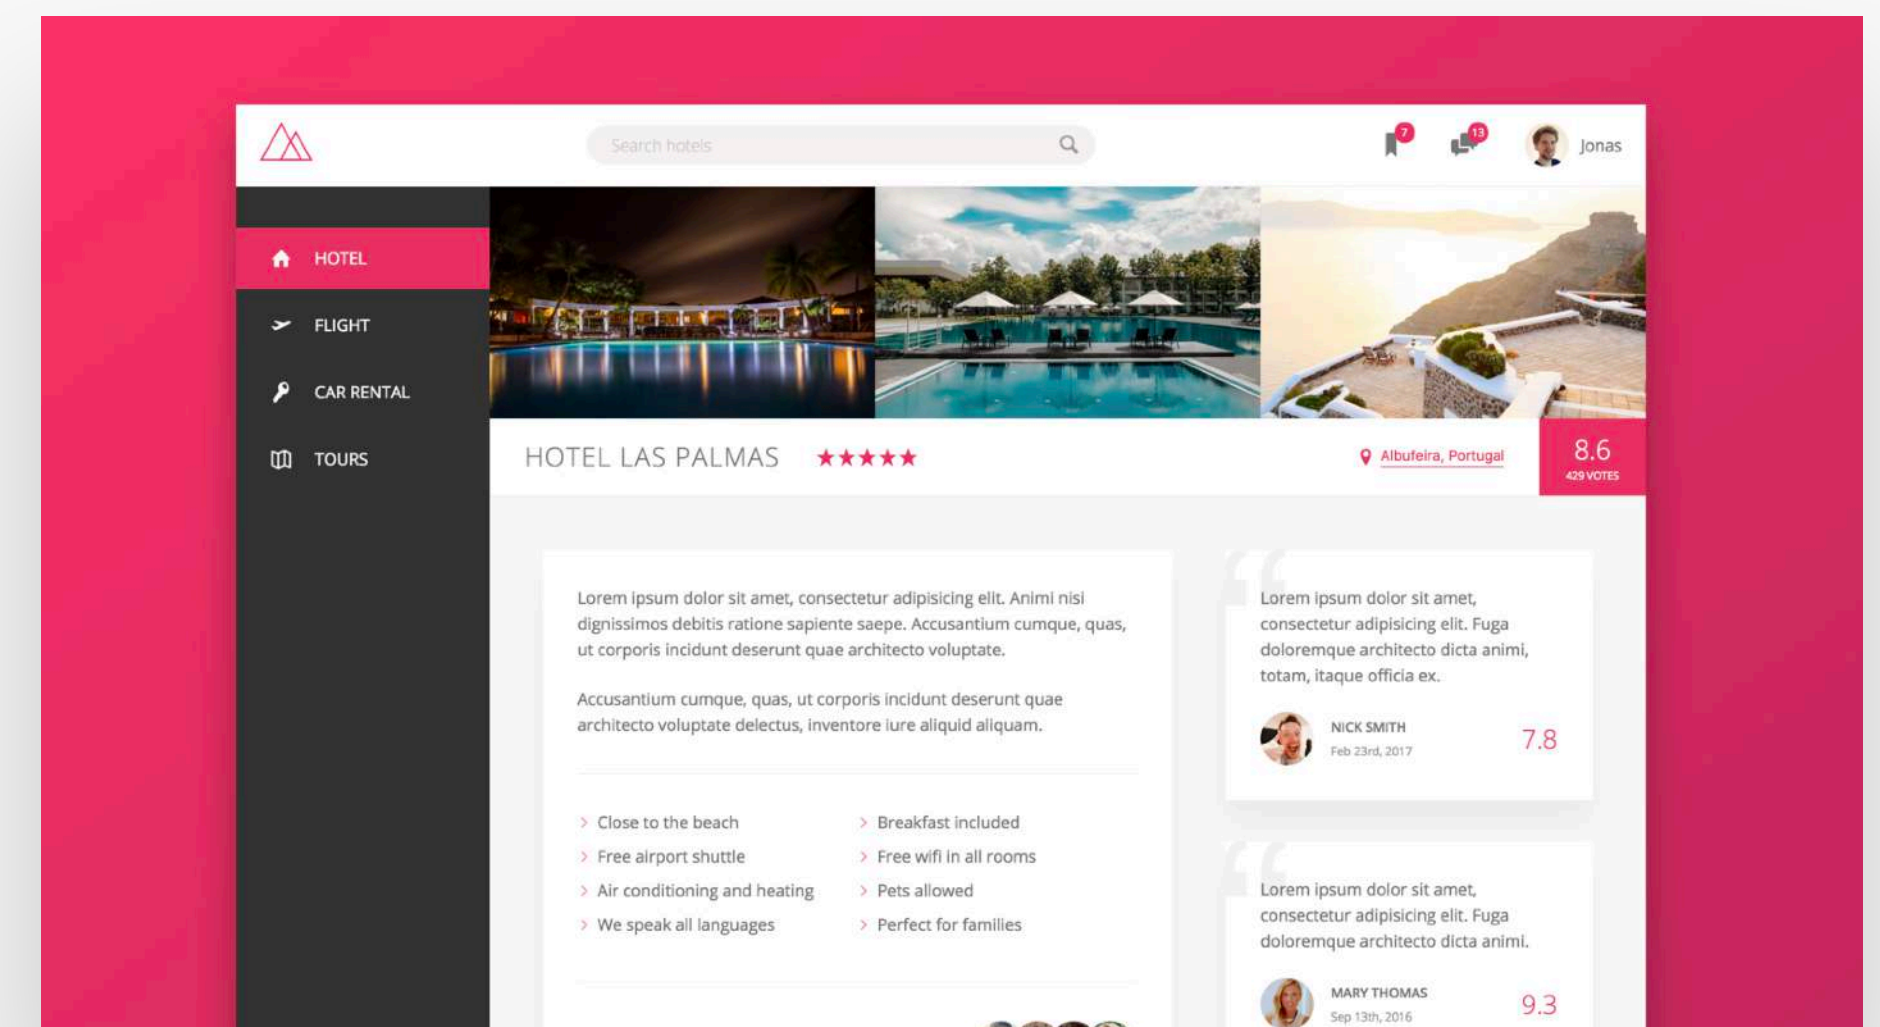 Search hotels
7
13
Jonas
HOTEL
FLIGHT
CAR RENTAL
TOURS
HOTEL LAS PALMAS
Albufeira, Portugal
8.6
429 VOTES
Lorem ipsum dolor sit amet, consectetur adipisicing elit. Animi nisi
dignissimos debitis ratione sapiente saepe. Accusantium cumque, quas,
ut corporis incidunt deserunt quae architecto voluptate.
Accusantium cumque, quas, ut corporis incidunt deserunt quae
architecto voluptate delectus, inventore iure aliquid aliquam.
Close to the beach
Free airport shuttle
Air conditioning and heating
We speak all languages
Breakfast included
Free wifi in all rooms
Pets allowed
Perfect for families
Lorem ipsum dolor sit amet,
consectetur adipisicing elit. Fuga
doloremque architecto dicta animi,
totam, itaque officia ex.
NICK SMITH
Feb 23rd, 2017
7.8
Lorem ipsum dolor sit amet,
consectetur adipisicing elit. Fuga
doloremque architecto dicta animi.
MARY THOMAS
Sep 13th, 2016
9.3